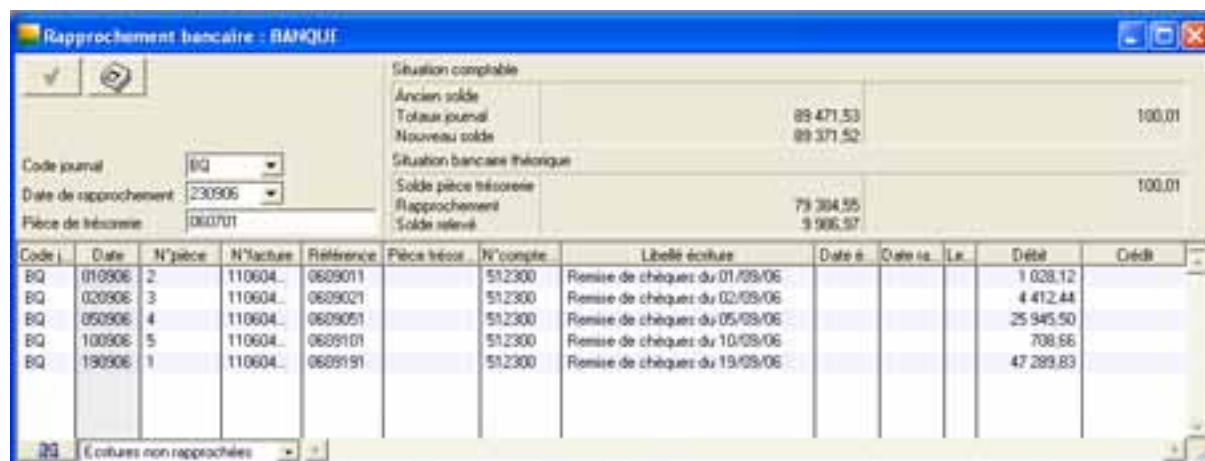 Rapprochement bancaire : BANQUE
Situation comptable
Ancien solde
Totaux journal 89 471,53 100,01
Nouveau solde 89 371,52
Code journal BQ
Situation bancaire théorique
Date de rapprochement 230906
Solde pièce trésorerie 100,01
Rapprochement 79 384,55
Pièce de trésorerie 060701
Solde relevé 9 986,97
Code j. Date N°pièce N°facture Référence Pièce trésor... N°compte... Libellé écriture Date é... Date ra... Le... Débit Crédit
BQ 010906 2 110604... 0609011 512300 Remise de chèques du 01/09/06 1 028,12
BQ 020906 3 110604... 0609021 512300 Remise de chèques du 02/09/06 4 412,44
BQ 050906 4 110604... 0609051 512300 Remise de chèques du 05/09/06 25 945,50
BQ 100906 5 110604... 0609101 512300 Remise de chèques du 10/09/06 708,66
BQ 190906 1 110604... 0609191 512300 Remise de chèques du 19/09/06 47 289,83
Ecritures non rapprochées